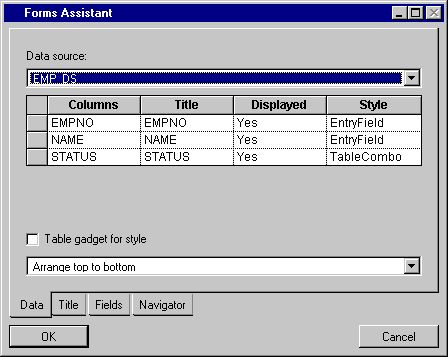 Forms Assistant
Data source:
EMP_DS
Columns Title Displayed Style
EMPNO EMPNO Yes EntryField
NAME NAME Yes EntryField
STATUS STATUS Yes TableCombo
Table gadget for style
Arrange top to bottom
Data Title Fields Navigator
OK Cancel